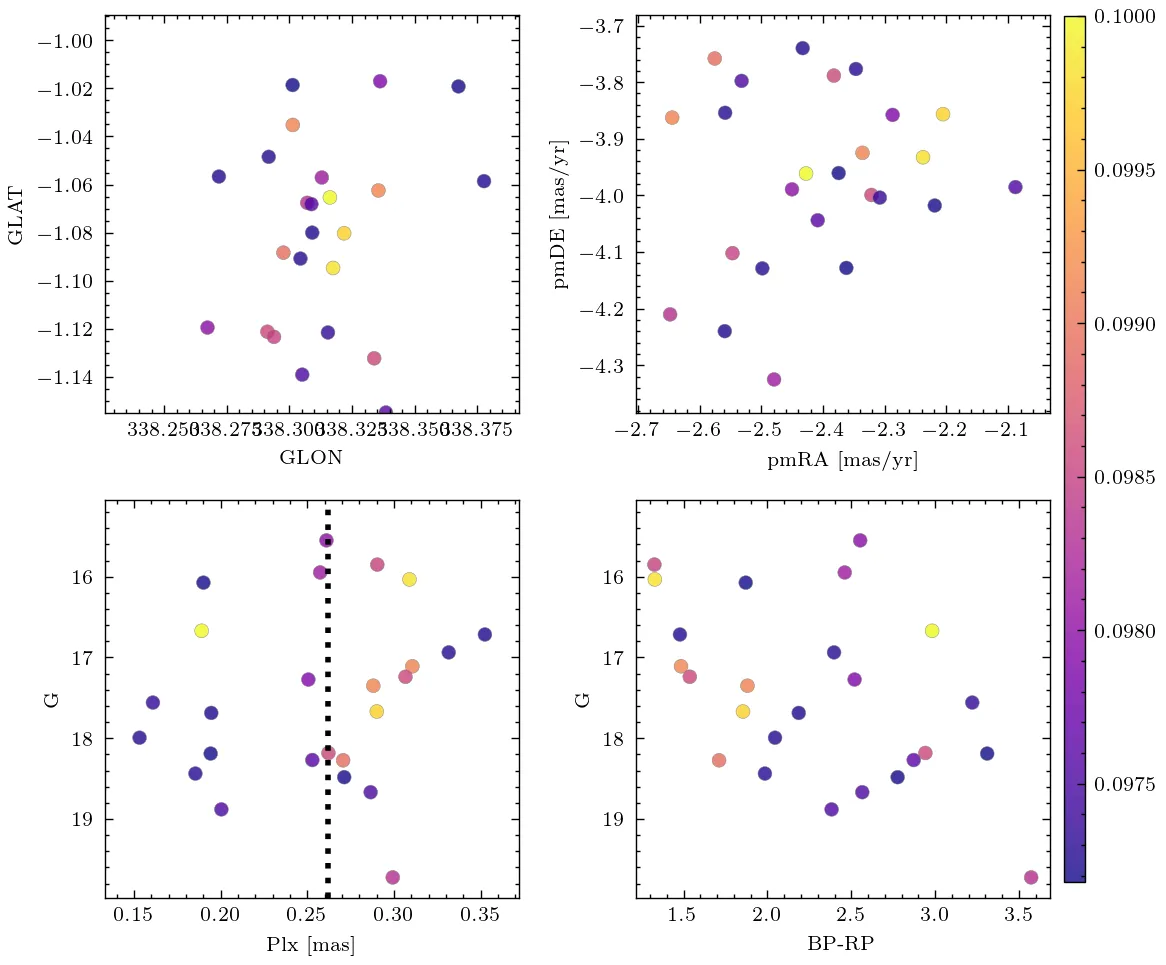 −1.00
−1.02
−1.04
−1.06
−1.08
−1.10
−1.12
−1.14
GLAT
338.250 338.275 338.300 338.325 338.350 338.375
GLON
−3.7
−3.8
−3.9
−4.0
−4.1
−4.2
−4.3
pmDE [mas/yr]
−2.7 −2.6 −2.5 −2.4 −2.3 −2.2 −2.1
pmRA [mas/yr]
16
17
18
19
G
0.15 0.20 0.25 0.30 0.35
Plx [mas]
16
17
18
19
G
1.5 2.0 2.5 3.0 3.5
BP-RP
0.1000
0.0995
0.0990
0.0985
0.0980
0.0975